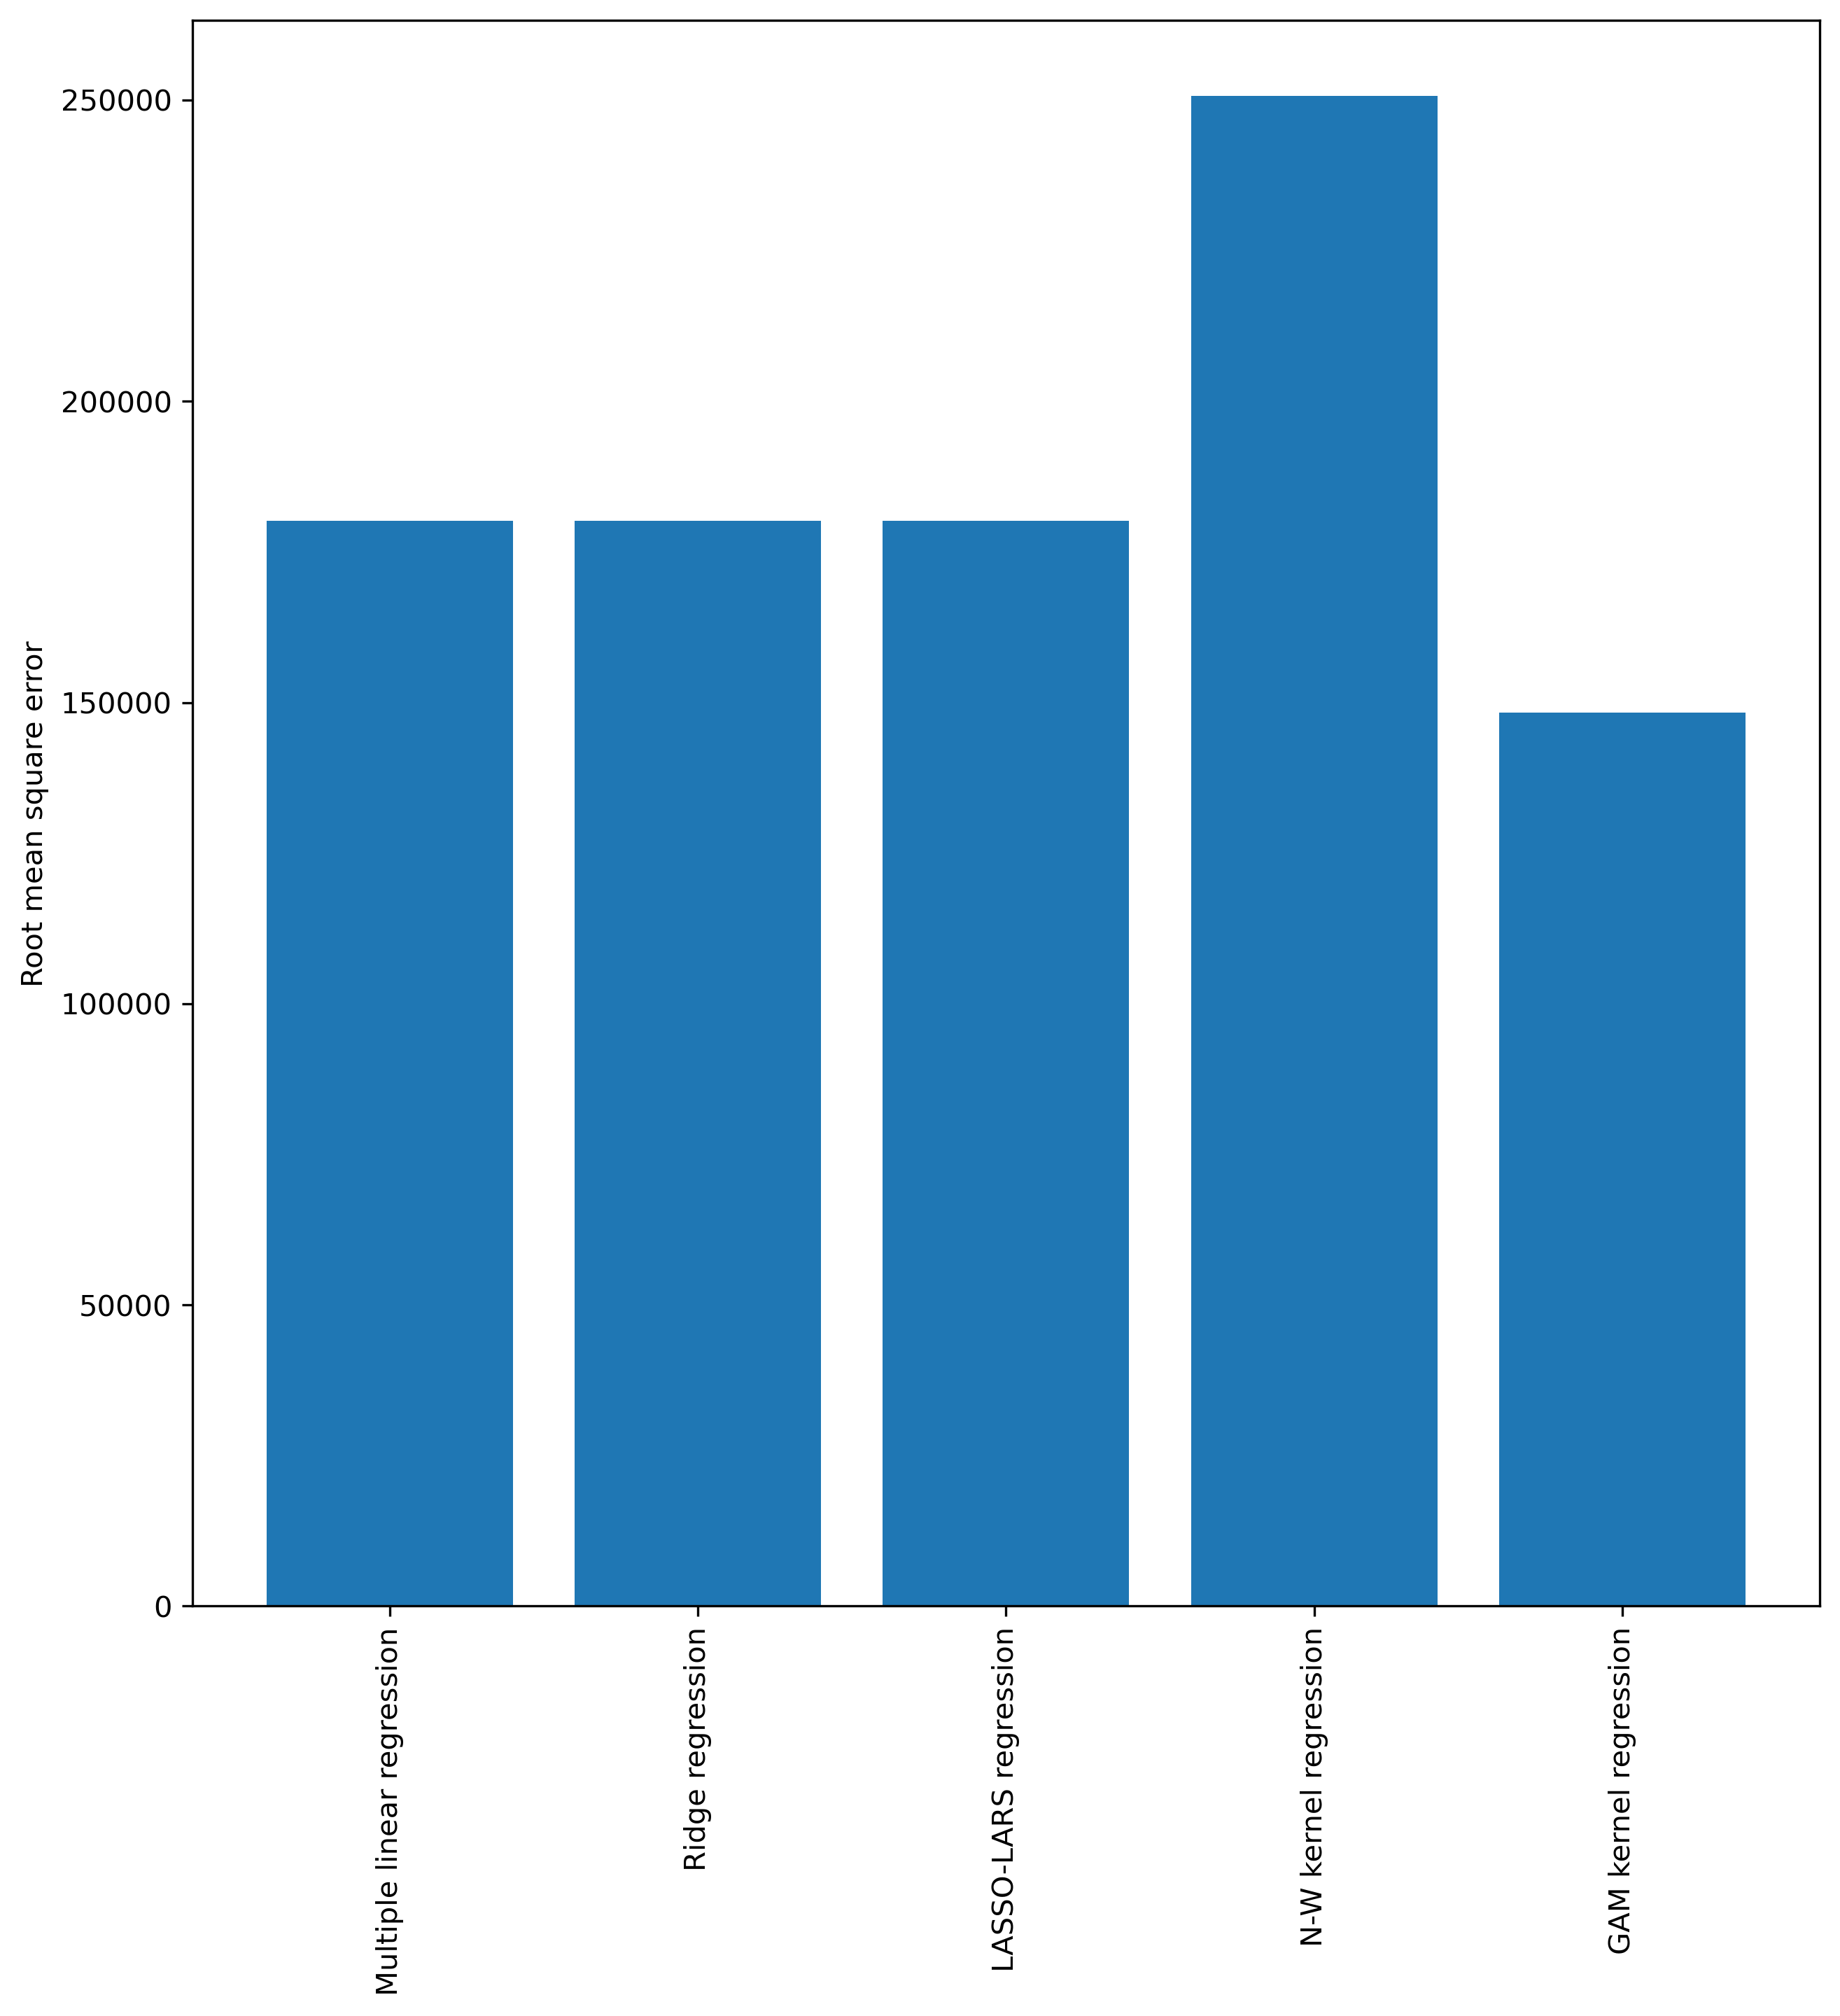 Root mean square error
250000
200000
150000
100000
50000
0
Multiple linear regression
Ridge regression
LASSO-LARS regression
N-W kernel regression
GAM kernel regression